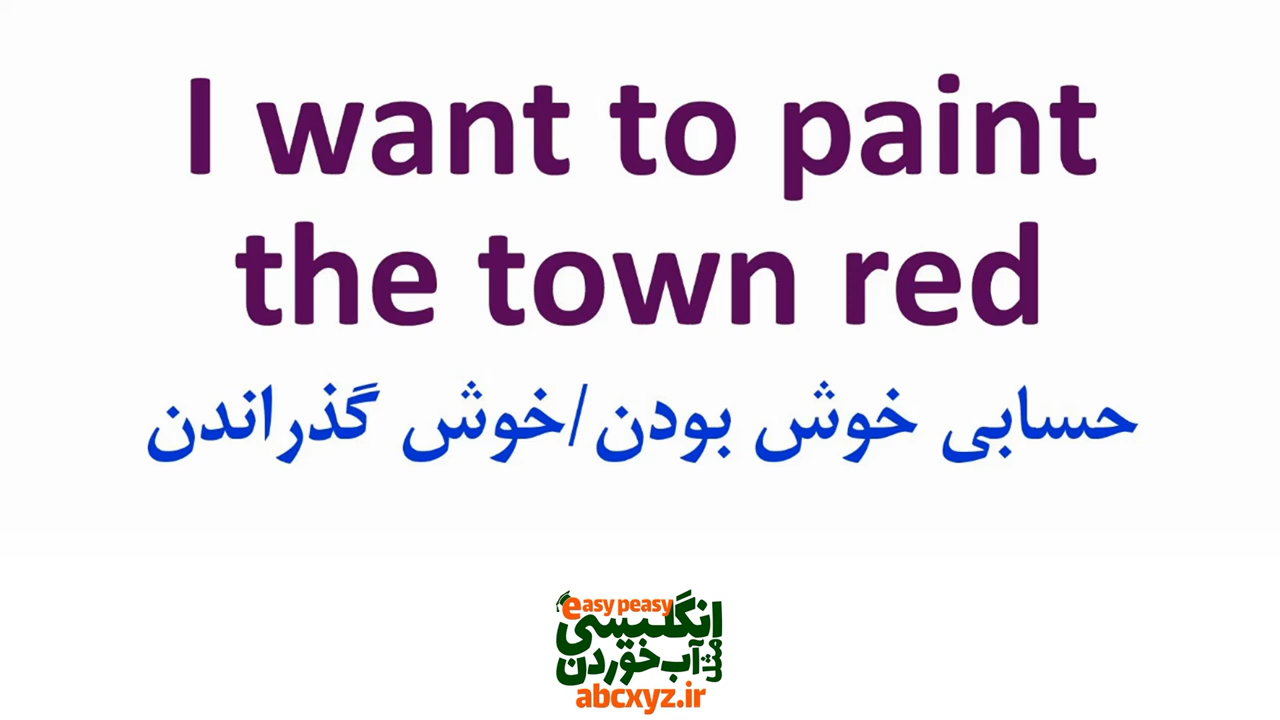 I want to paint
the town red
حسابی خوش بودن/خوش گذراندن
easy peasy
انگلیسی
مثل آب خوردن
abcxyz.ir